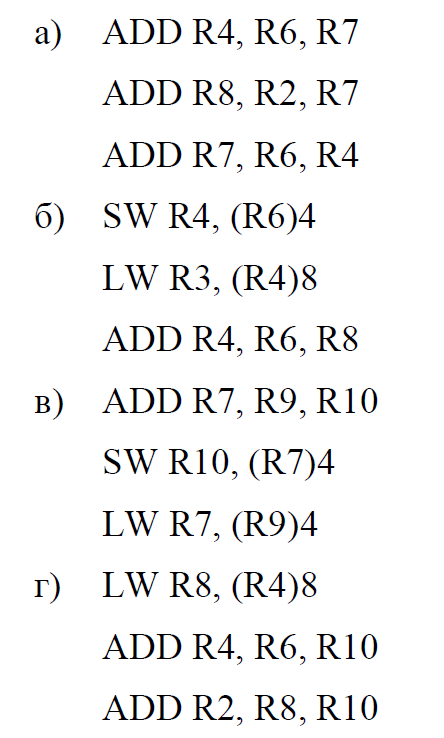 а) ADD R4, R6, R7
ADD R8, R2, R7
ADD R7, R6, R4
б) SW R4, (R6)4
LW R3, (R4)8
ADD R4, R6, R8
в) ADD R7, R9, R10
SW R10, (R7)4
LW R7, (R9)4
г) LW R8, (R4)8
ADD R4, R6, R10
ADD R2, R8, R10